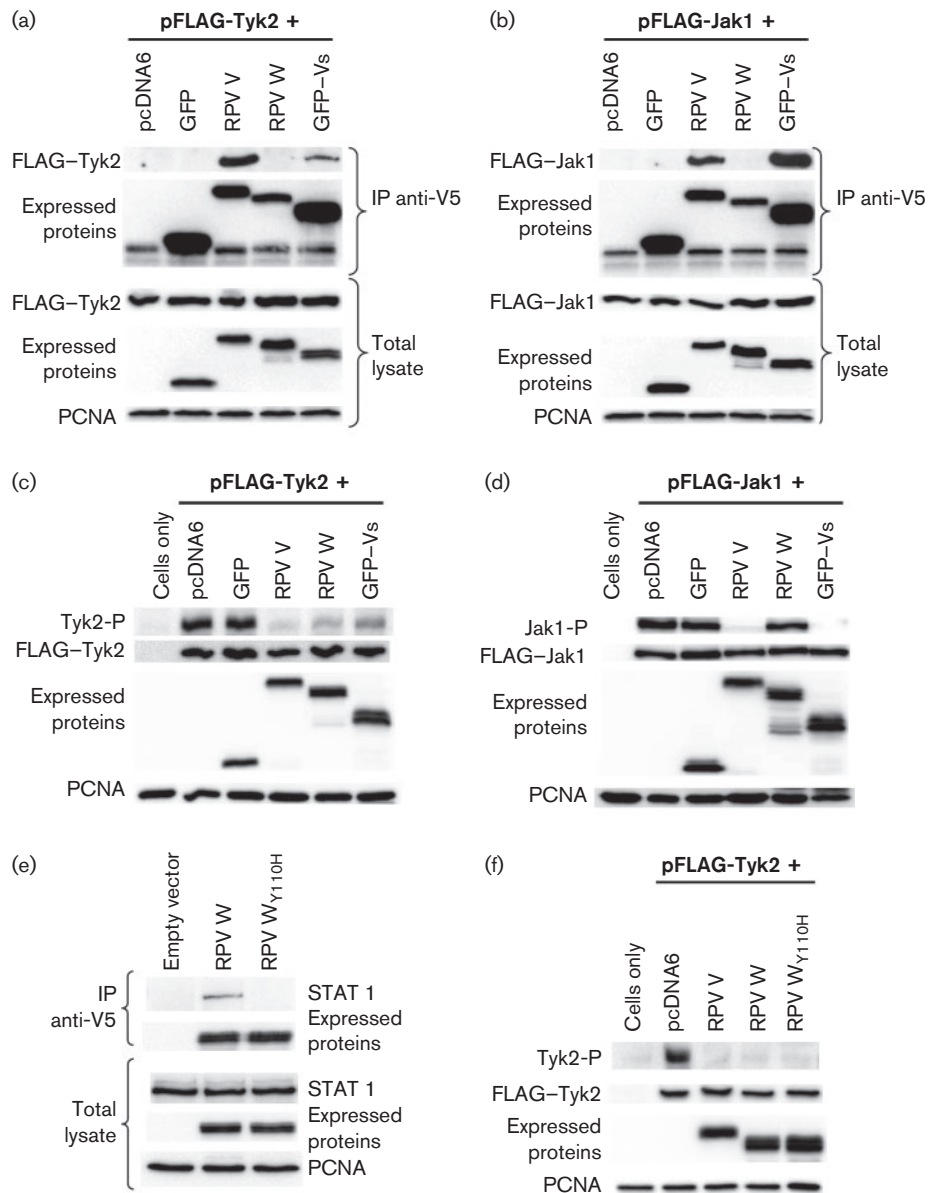 (a)
pFLAG-Tyk2 +
pcDNA6
GFP
RPV V
RPV W
GFP–Vs
FLAG–Tyk2
Expressed
proteins
IP anti-V5
FLAG–Tyk2
Expressed
proteins
PCNA
Total
lysate
(b)
pFLAG-Jak1 +
pcDNA6
GFP
RPV V
RPV W
GFP–Vs
FLAG–Jak1
Expressed
proteins
IP anti-V5
FLAG–Jak1
Expressed
proteins
PCNA
Total
lysate
(c)
pFLAG-Tyk2 +
Cells only
pcDNA6
GFP
RPV V
RPV W
GFP–Vs
Tyk2-P
FLAG–Tyk2
Expressed
proteins
PCNA
(d)
pFLAG-Jak1 +
Cells only
pcDNA6
GFP
RPV V
RPV W
GFP–Vs
Jak1-P
FLAG–Jak1
Expressed
proteins
PCNA
(e)
Empty vector
RPV W
RPV WY110H
IP
anti-V5
STAT 1
Expressed
proteins
Total
lysate
STAT 1
Expressed
proteins
PCNA
(f)
pFLAG-Tyk2 +
Cells only
pcDNA6
RPV V
RPV W
RPV WY110H
Tyk2-P
FLAG–Tyk2
Expressed
proteins
PCNA